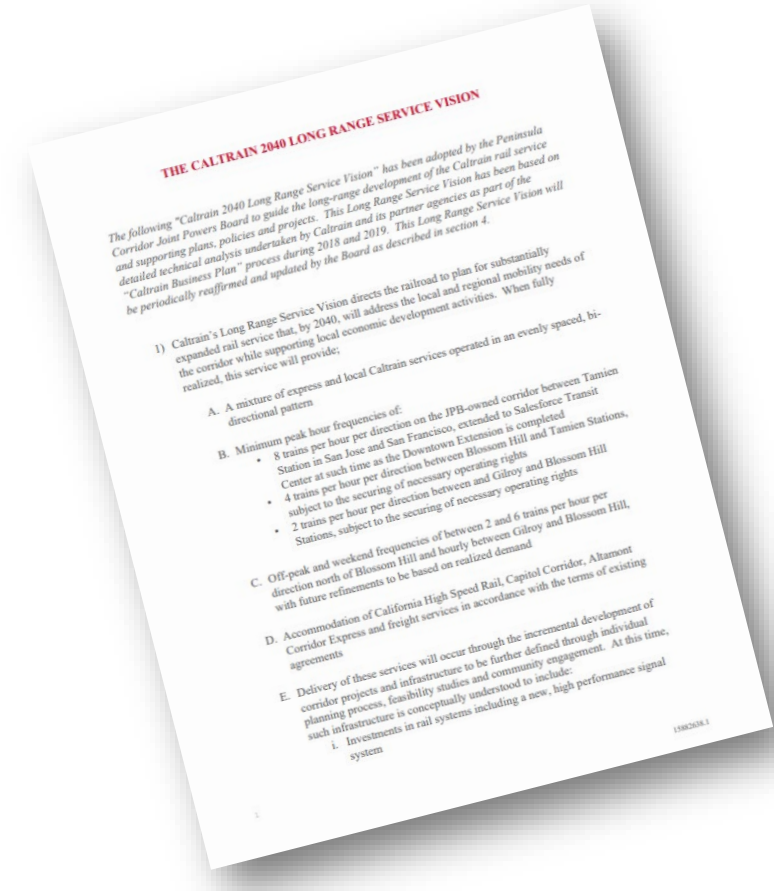 THE CALTRAIN 2040 LONG RANGE SERVICE VISION
The following "Caltrain 2040 Long Range Service Vision" has been adopted by the Peninsula
Corridor Joint Powers Board to guide the long-range development of the Caltrain rail service
and supporting plans, policies and projects. This Long Range Service Vision has been based on
detailed technical analysis undertaken by Caltrain and its partner agencies as part of the
"Caltrain Business Plan" process during 2018 and 2019. This Long Range Service Vision will
be periodically reaffirmed and updated by the Board as described in section 4.
1) Caltrain's Long Range Service Vision directs the railroad to plan for substantially
expanded rail service that, by 2040, will address the local and regional mobility needs of
the corridor while supporting local economic development activities. When fully
realized, this service will provide;
A. A mixture of express and local Caltrain services operated in an evenly spaced, bi-
directional pattern
B. Minimum peak hour frequencies of:
• 8 trains per hour per direction on the JPB-owned corridor between Tamien
Station in San Jose and San Francisco, extended to Salesforce Transit
Center at such time as the Downtown Extension is completed
• 4 trains per hour per direction between Blossom Hill and Tamien Stations,
subject to the securing of necessary operating rights
• 2 trains per hour per direction between and Gilroy and Blossom Hill
Stations, subject to the securing of necessary operating rights
C. Off-peak and weekend frequencies of between 2 and 6 trains per hour per
direction north of Blossom Hill and hourly between Gilroy and Blossom Hill,
with future refinements to be based on realized demand
D. Accommodation of California High Speed Rail, Capitol Corridor, Altamont
Corridor Express and freight services in accordance with the terms of existing
agreements
E. Delivery of these services will occur through the incremental development of
corridor projects and infrastructure to be further defined through individual
planning process, feasibility studies and community engagement. At this time,
such infrastructure is conceptually understood to include:
i. Investments in rail systems including a new, high performance signal
system
15882638.1
1